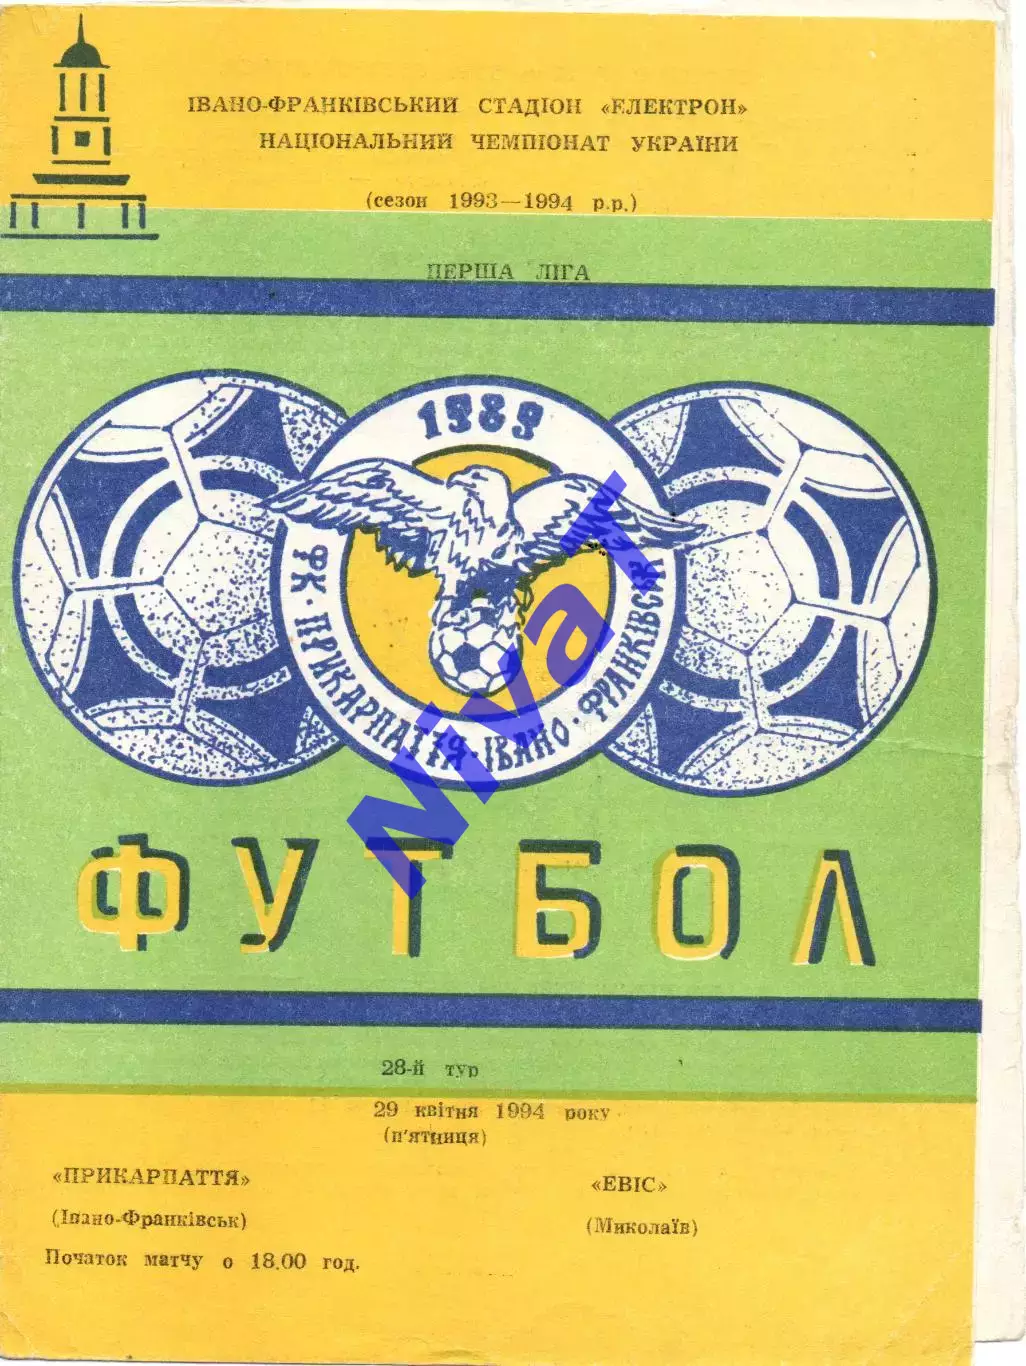 ІВАНО-ФРАНКІВСЬКИЙ СТАДІОН «ЕЛЕКТРОН»
НАЦІОНАЛЬНИЙ ЧЕМПІОНАТ УКРАЇНИ
(сезон 1993—1994 р.р.)
ПЕРША ЛІГА
1989
ФК · ПРИКАРПАТТЯ · ІВАНО · ФРАНКІВСЬК
Nivat
ФУТБОЛ
28-й тур
29 квітня 1994 року
(п'ятниця)
«ПРИКАРПАТТЯ» «ЕВІС»
(Івано-Франківськ) (Миколаїв)
Початок матчу о 18.00 год.